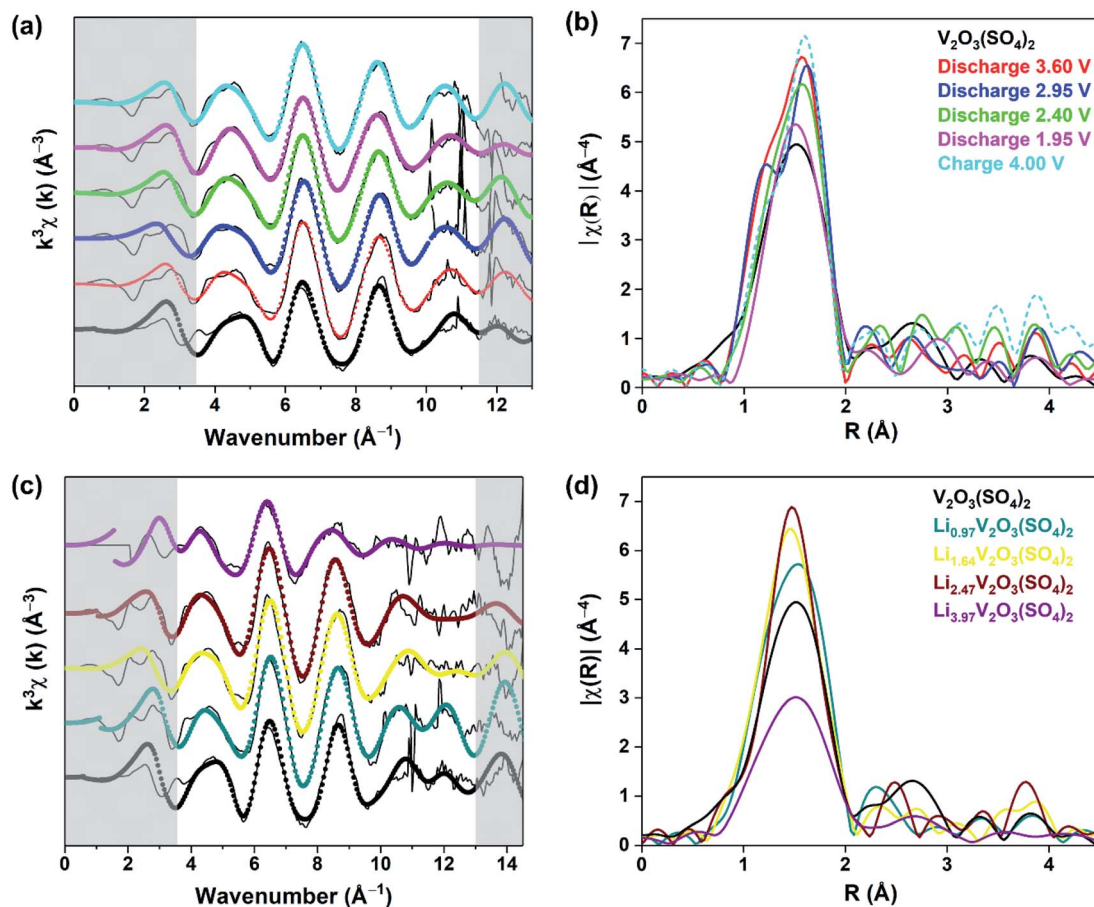 (a)
k³χ (k) (Å⁻³)
0 2 4 6 8 10 12
Wavenumber (Å⁻¹)
(b)
V₂O₃(SO₄)₂
Discharge 3.60 V
Discharge 2.95 V
Discharge 2.40 V
Discharge 1.95 V
Charge 4.00 V
|χ(R)| (Å⁻⁴)
7
6
5
4
3
2
1
0
0 1 2 3 4
R (Å)
(c)
k³χ (k) (Å⁻³)
0 2 4 6 8 10 12 14
Wavenumber (Å⁻¹)
(d)
V₂O₃(SO₄)₂
Li₀.₉₇V₂O₃(SO₄)₂
Li₁.₆₄V₂O₃(SO₄)₂
Li₂.₄₇V₂O₃(SO₄)₂
Li₃.₉₇V₂O₃(SO₄)₂
|χ(R)| (Å⁻⁴)
7
6
5
4
3
2
1
0
0 1 2 3 4
R (Å)